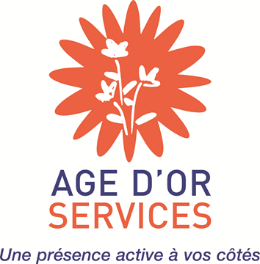 AGE D'OR
SERVICES
Une présence active à vos côtés